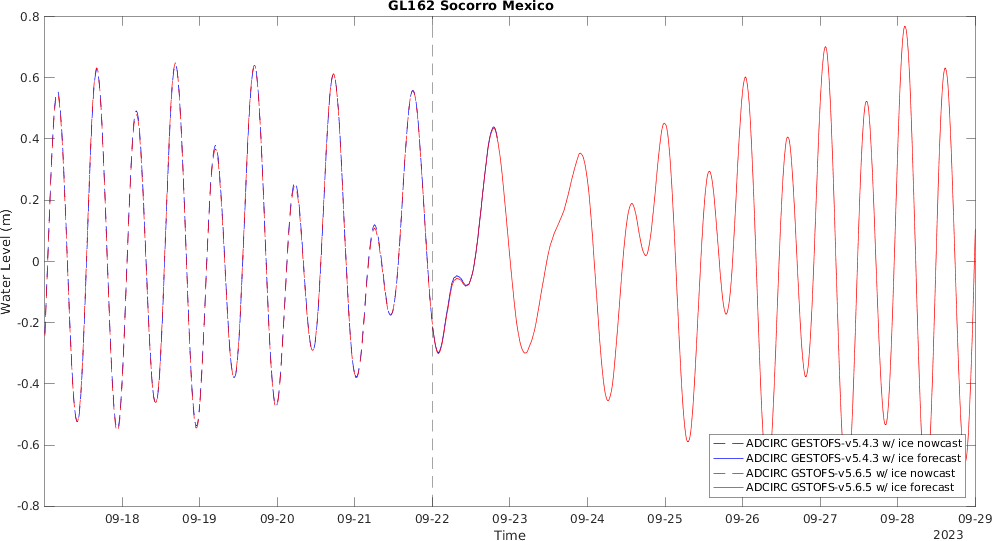 GL162 Socorro Mexico
0.8
0.6
0.4
0.2
0
-0.2
-0.4
-0.6
-0.8
Water Level (m)
ADCIRC GESTOFS-v5.4.3 w/ ice nowcast
ADCIRC GESTOFS-v5.4.3 w/ ice forecast
ADCIRC GSTOFS-v5.6.5 w/ ice nowcast
ADCIRC GSTOFS-v5.6.5 w/ ice forecast
09-18 09-19 09-20 09-21 09-22 09-23 09-24 09-25 09-26 09-27 09-28 09-29
Time
2023